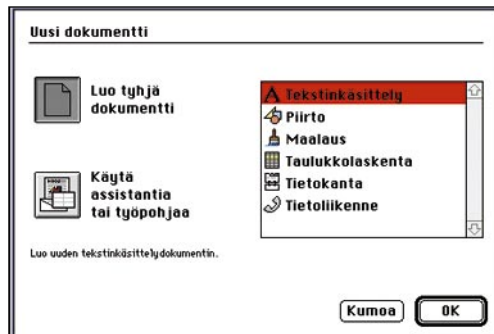 Uusi dokumentti
Luo tyhjä
dokumentti
Käytä
assistantia
tai työpohjaa
Luo uuden tekstinkäsittelydokumentin.
Tekstinkäsittely
Piirto
Maalaus
Taulukkolaskenta
Tietokanta
Tietoliikenne
Kumoa
OK